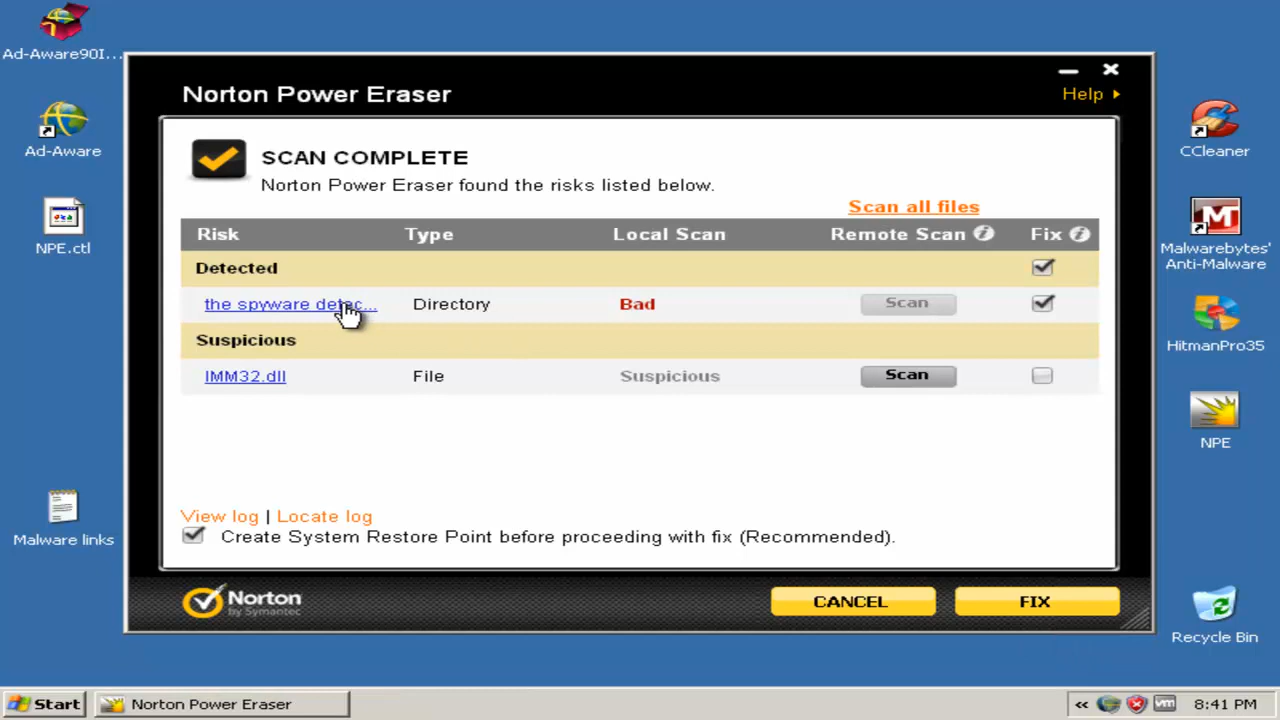 Ad-Aware90I...
Ad-Aware
NPE.ctl
Malware links
Norton Power Eraser
Help
SCAN COMPLETE
Norton Power Eraser found the risks listed below.
Scan all files
Risk Type Local Scan Remote Scan Fix
Detected
the spyware detec... Directory Bad Scan
Suspicious
IMM32.dll File Suspicious Scan
View log | Locate log
Create System Restore Point before proceeding with fix (Recommended).
Norton
by Symantec
CANCEL FIX
CCleaner
Malwarebytes'
Anti-Malware
HitmanPro35
NPE
Recycle Bin
Start Norton Power Eraser « vm 8:41 PM